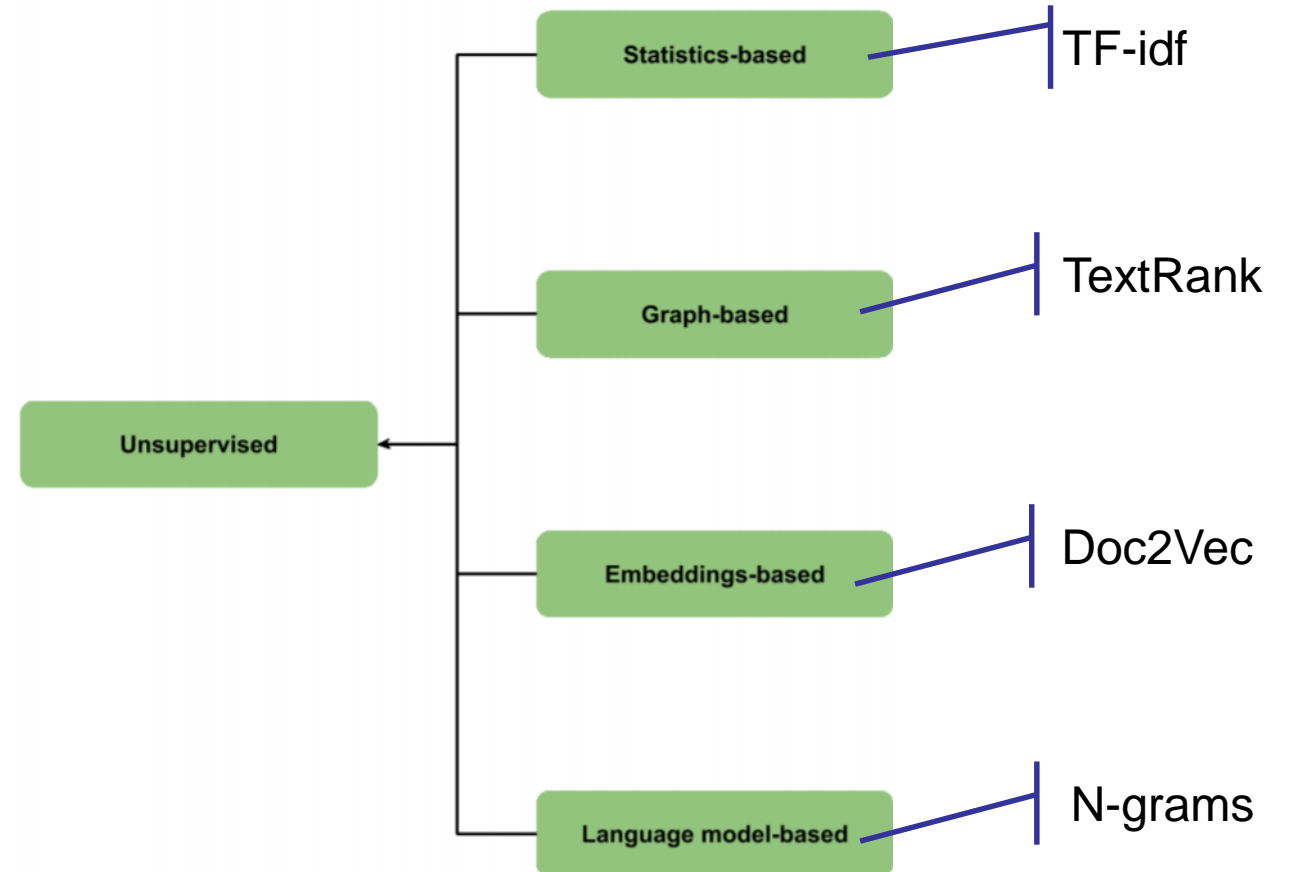 Statistics-based
TF-idf
Graph-based
TextRank
Unsupervised
Embeddings-based
Doc2Vec
Language model-based
N-grams